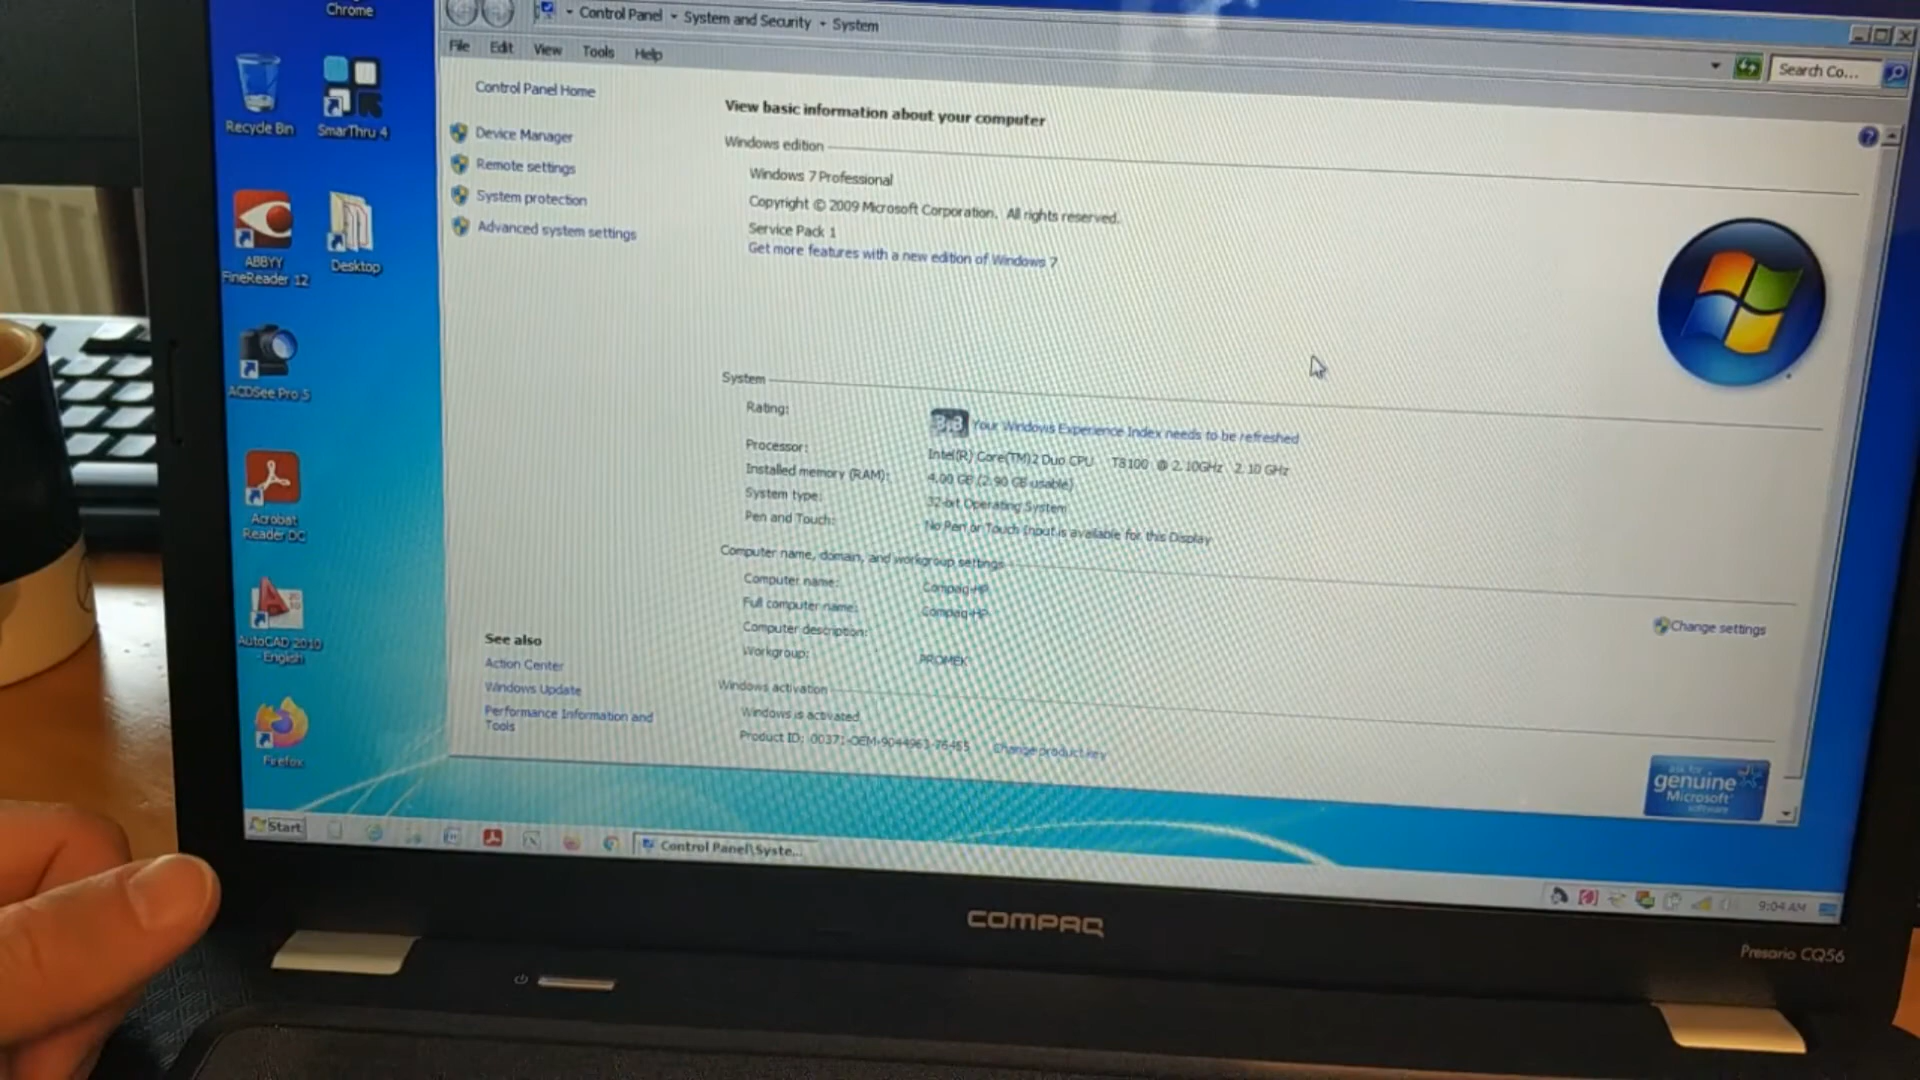 Chrome
Control Panel
System and Security
System
File Edit View Tools Help
Search Co...
Recycle Bin
SmarThru 4
ABBYY
FineReader 12
Desktop
ACDSee Pro 5
Acrobat
Reader DC
AutoCAD 2010
- English
Firefox
Control Panel Home
Device Manager
Remote settings
System protection
Advanced system settings
See also
Action Center
Windows Update
Performance Information and
Tools
View basic information about your computer
Windows edition
Windows 7 Professional
Copyright © 2009 Microsoft Corporation. All rights reserved.
Service Pack 1
Get more features with a new edition of Windows 7
System
Rating: 3.3 Your Windows Experience Index needs to be refreshed
Processor: Intel(R) Core(TM)2 Duo CPU T8100 @ 2.10GHz 2.10 GHz
Installed memory (RAM): 4.00 GB (2.90 GB usable)
System type: 32-bit Operating System
Pen and Touch: No Pen or Touch Input is available for this Display
Computer name, domain, and workgroup settings
Computer name: Compaq-HP
Full computer name: Compaq-HP
Computer description:
Workgroup: PROMEK
Change settings
Windows activation
Windows is activated
Product ID: 00371-OEM-9044963-76455 Change product key
ask for
genuine
Microsoft
software
Start
Control Panel\Syste...
9:04 AM
COMPAQ
Presario CQ56